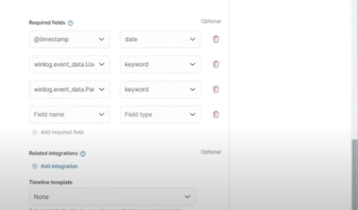 Required fields Optional
@timestamp date
winlog.event_data.Us keyword
winlog.event_data.Par keyword
Field name Field type
Add required field
Related integrations Optional
Add integration
Timeline template
None